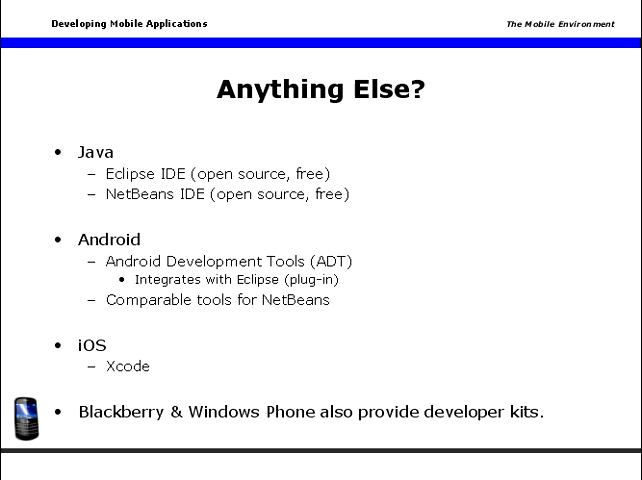 Developing Mobile Applications
The Mobile Environment
Anything Else?
• Java
– Eclipse IDE (open source, free)
– NetBeans IDE (open source, free)
• Android
– Android Development Tools (ADT)
• Integrates with Eclipse (plug-in)
– Comparable tools for NetBeans
• iOS
– Xcode
• Blackberry & Windows Phone also provide developer kits.